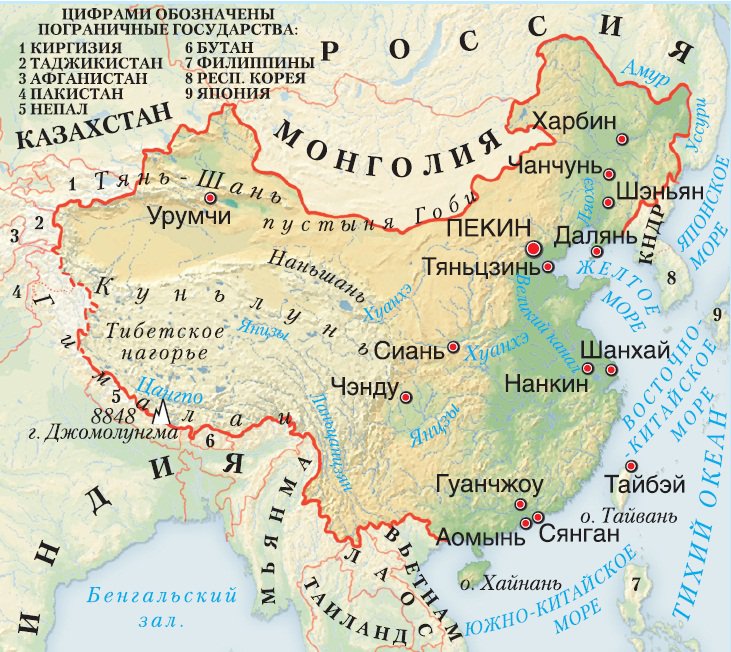 ЦИФРАМИ ОБОЗНАЧЕНЫ
ПОГРАНИЧНЫЕ ГОСУДАРСТВА:
1 КИРГИЗИЯ
2 ТАДЖИКИСТАН
3 АФГАНИСТАН
4 ПАКИСТАН
5 НЕПАЛ
6 БУТАН
7 ФИЛИППИНЫ
8 РЕСП. КОРЕЯ
9 ЯПОНИЯ
РОССИЯ
КАЗАХСТАН
МОНГОЛИЯ
Амур
Уссури
Харбин
Чанчунь
Шэньян
Ляохэ
1
Тянь-Шань
Урумчи
пустыня Гоби
2
3
4
ПЕКИН
Далянь
КНДР
ЯПОНСКОЕ
МОРЕ
Тяньцзинь
ЖЕЛТОЕ
МОРЕ
8
9
Наньшань
Куньлунь
Хуанхэ
Тибетское
нагорье
Янцзы
Великий канал
Сиань
Хуанхэ
Шанхай
Нанкин
ВОСТОЧНО-
-КИТАЙСКОЕ
МОРЕ
Гималаи
Цангпо
5
8848
г. Джомолунгма
6
Чэнду
Янцзы
Ланьцанцзян
ИНДИЯ
МЬЯНМА
Гуанчжоу
Тайбэй
о. Тайвань
Аомынь
Сянган
ТИХИЙ ОКЕАН
ВЬЕТНАМ
ЛАОС
ТАИЛАНД
о. Хайнань
7
Бенгальский
зал.
ЮЖНО-КИТАЙСКОЕ
МОРЕ